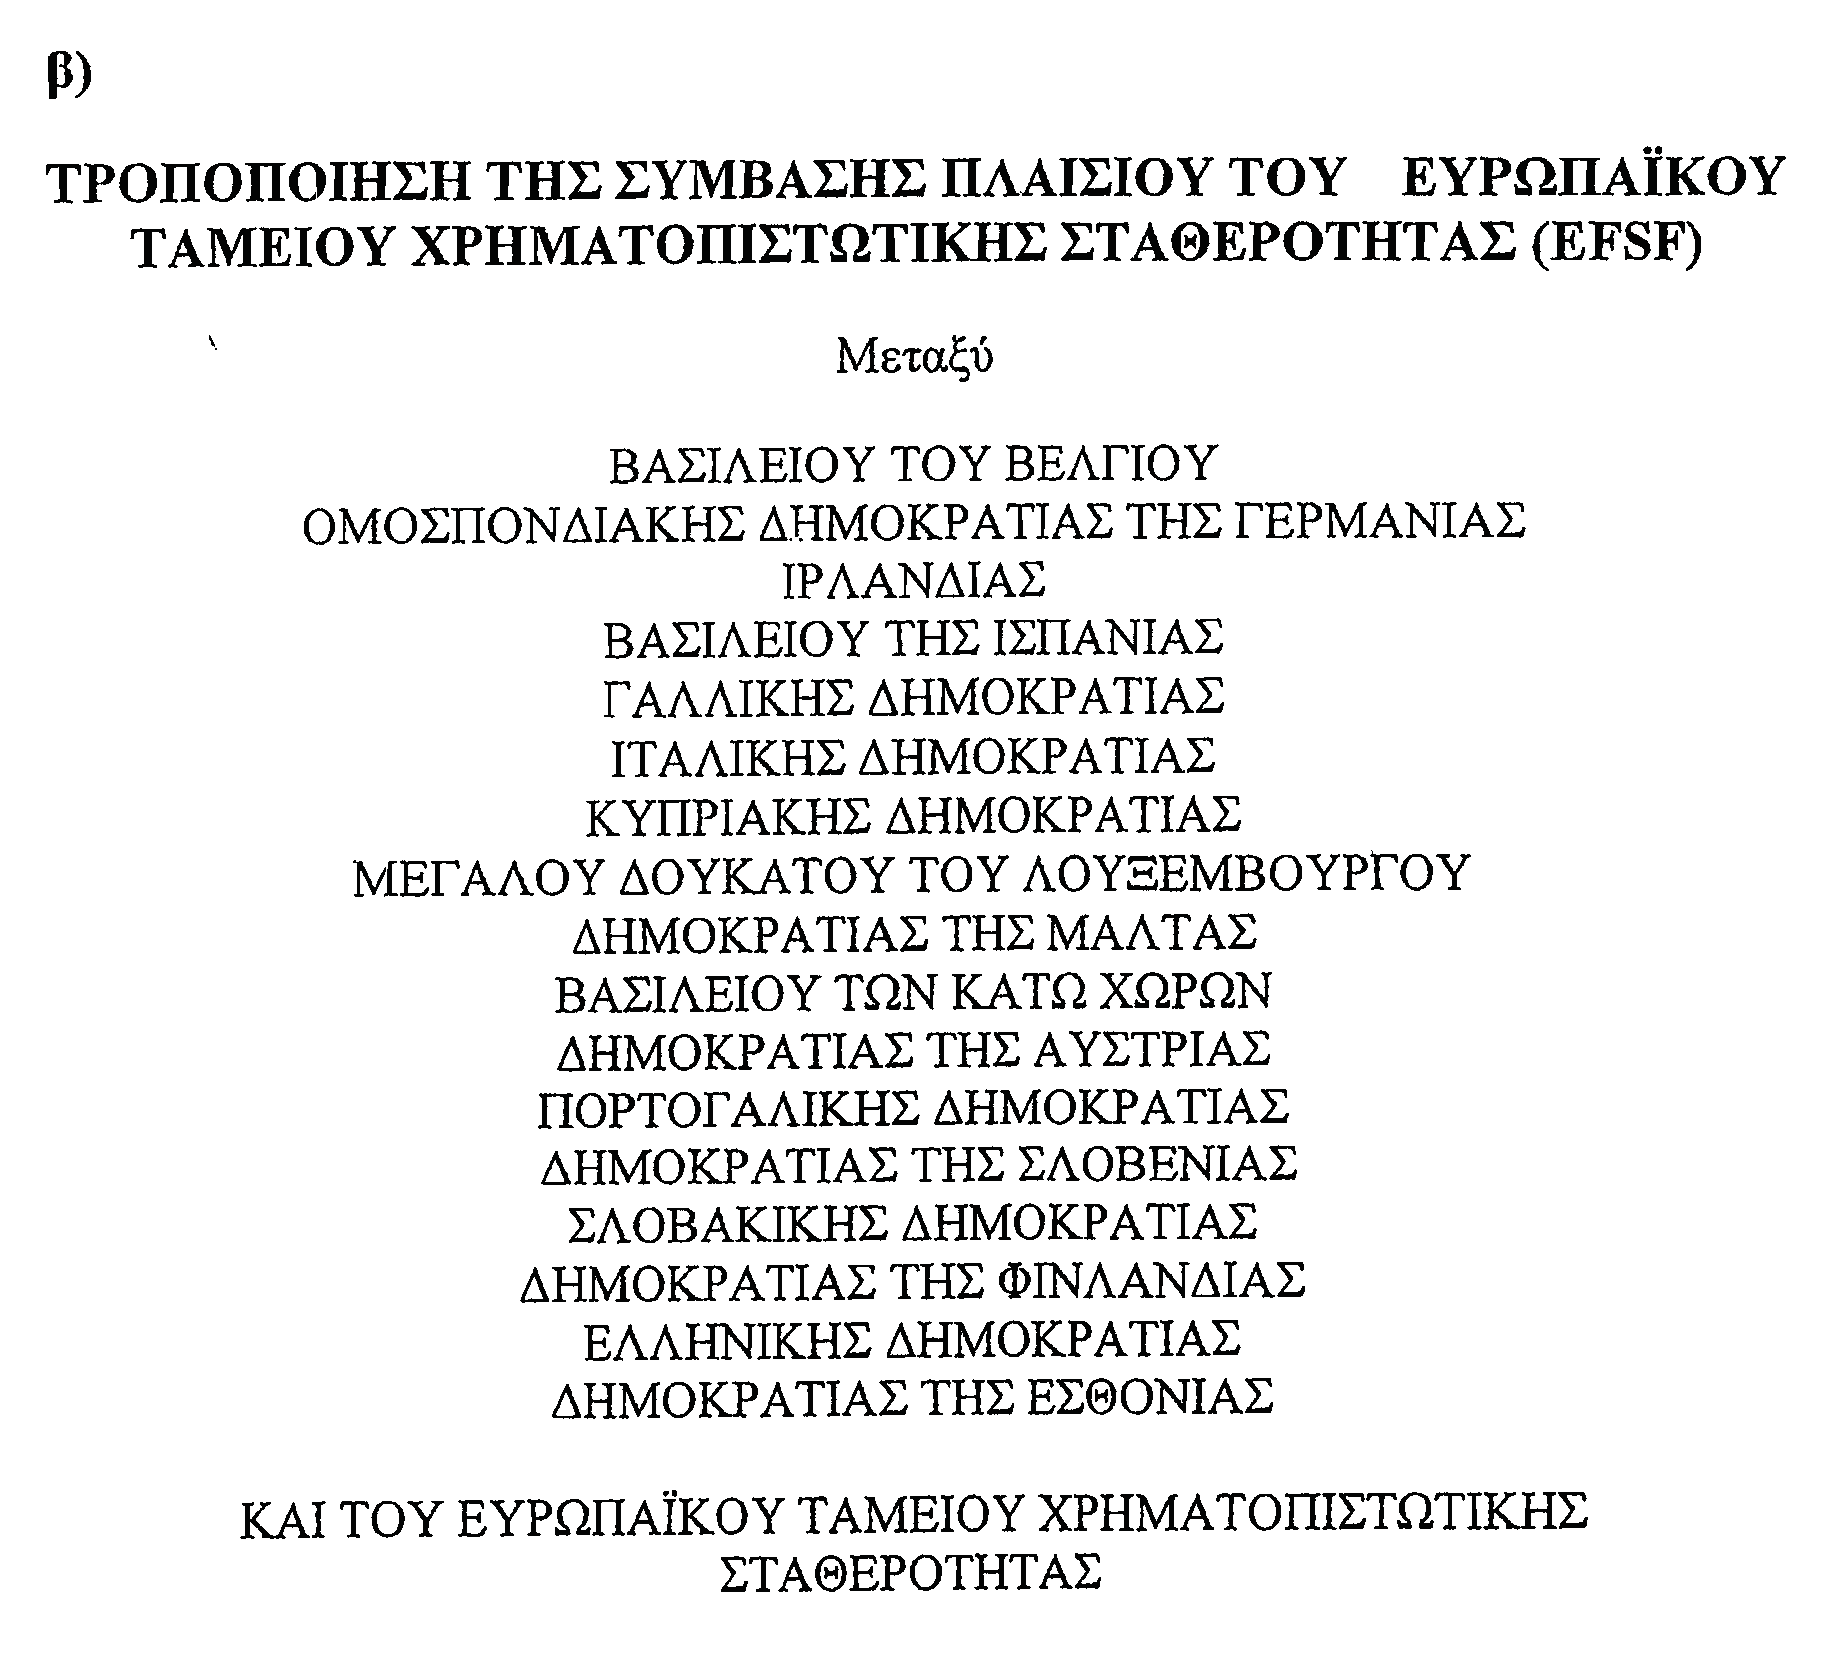 β)
ΤΡΟΠΟΠΟΙΗΣΗ ΤΗΣ ΣΥΜΒΑΣΗΣ ΠΛΑΙΣΙΟΥ ΤΟΥ ΕΥΡΩΠΑΪΚΟΥ
ΤΑΜΕΙΟΥ ΧΡΗΜΑΤΟΠΙΣΤΩΤΙΚΗΣ ΣΤΑΘΕΡΟΤΗΤΑΣ (EFSF)
Μεταξύ
ΒΑΣΙΛΕΙΟΥ ΤΟΥ ΒΕΛΓΙΟΥ
ΟΜΟΣΠΟΝΔΙΑΚΗΣ ΔΗΜΟΚΡΑΤΙΑΣ ΤΗΣ ΓΕΡΜΑΝΙΑΣ
ΙΡΛΑΝΔΙΑΣ
ΒΑΣΙΛΕΙΟΥ ΤΗΣ ΙΣΠΑΝΙΑΣ
ΓΑΛΛΙΚΗΣ ΔΗΜΟΚΡΑΤΙΑΣ
ΙΤΑΛΙΚΗΣ ΔΗΜΟΚΡΑΤΙΑΣ
ΚΥΠΡΙΑΚΗΣ ΔΗΜΟΚΡΑΤΙΑΣ
ΜΕΓΑΛΟΥ ΔΟΥΚΑΤΟΥ ΤΟΥ ΛΟΥΞΕΜΒΟΥΡΓΟΥ
ΔΗΜΟΚΡΑΤΙΑΣ ΤΗΣ ΜΑΛΤΑΣ
ΒΑΣΙΛΕΙΟΥ ΤΩΝ ΚΑΤΩ ΧΩΡΩΝ
ΔΗΜΟΚΡΑΤΙΑΣ ΤΗΣ ΑΥΣΤΡΙΑΣ
ΠΟΡΤΟΓΑΛΙΚΗΣ ΔΗΜΟΚΡΑΤΙΑΣ
ΔΗΜΟΚΡΑΤΙΑΣ ΤΗΣ ΣΛΟΒΕΝΙΑΣ
ΣΛΟΒΑΚΙΚΗΣ ΔΗΜΟΚΡΑΤΙΑΣ
ΔΗΜΟΚΡΑΤΙΑΣ ΤΗΣ ΦΙΝΛΑΝΔΙΑΣ
ΕΛΛΗΝΙΚΗΣ ΔΗΜΟΚΡΑΤΙΑΣ
ΔΗΜΟΚΡΑΤΙΑΣ ΤΗΣ ΕΣΘΟΝΙΑΣ
ΚΑΙ ΤΟΥ ΕΥΡΩΠΑΪΚΟΥ ΤΑΜΕΙΟΥ ΧΡΗΜΑΤΟΠΙΣΤΩΤΙΚΗΣ
ΣΤΑΘΕΡΟΤΗΤΑΣ